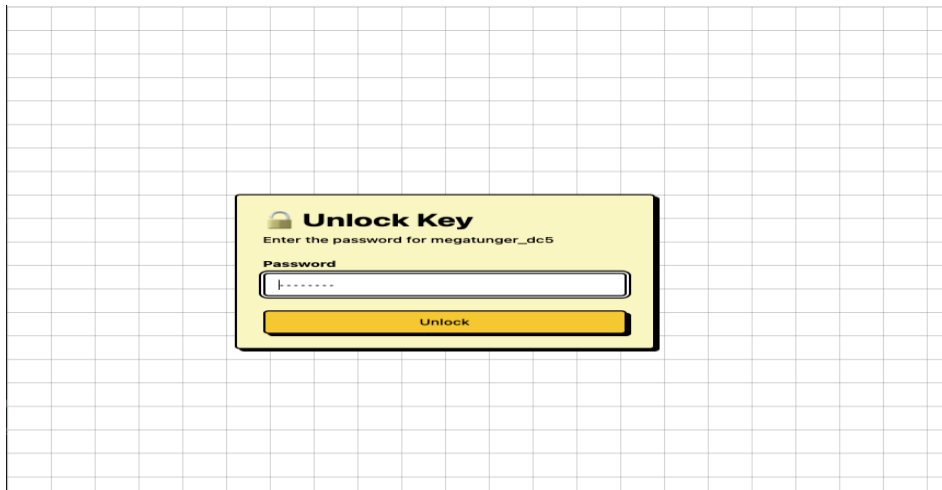 🔒 Unlock Key
Enter the password for megatunger_dc5
Password
--------
Unlock